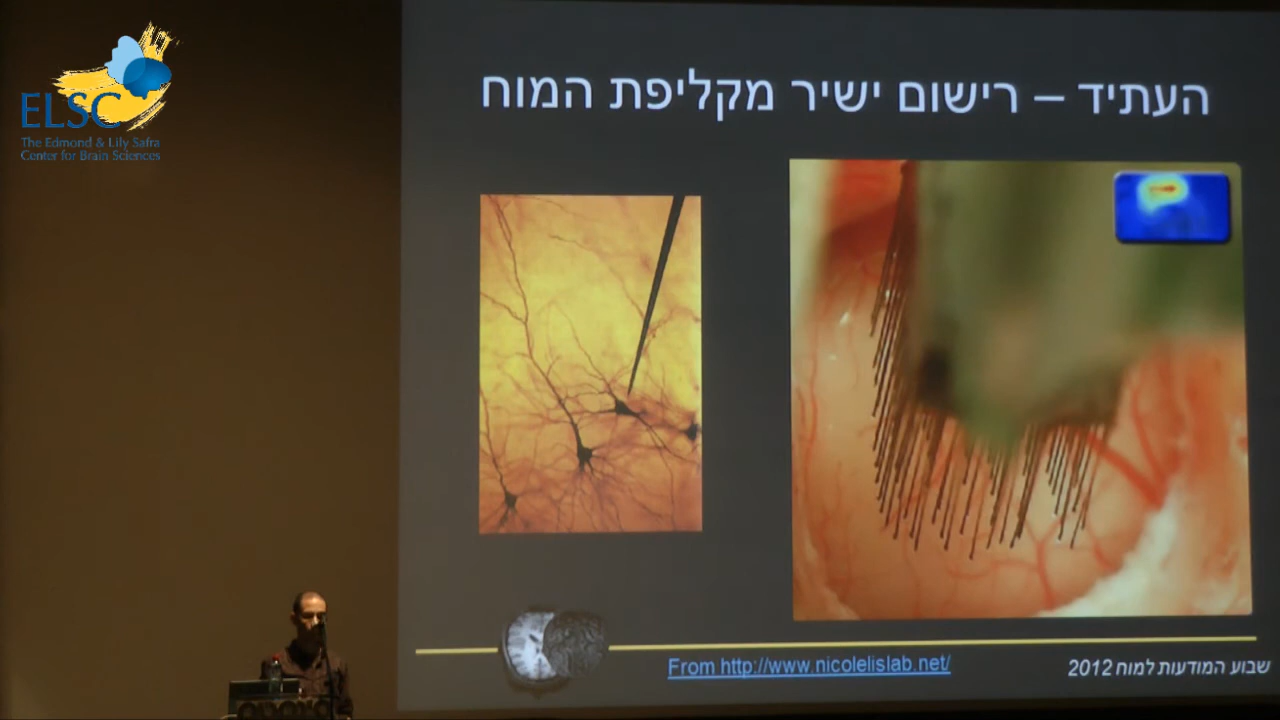 ELSC
The Edmond & Lily Safra
Center for Brain Sciences
העתיד – רישום ישיר מקליפת המוח
From http://www.nicolelislab.net/
שבוע המודעות למוח 2012